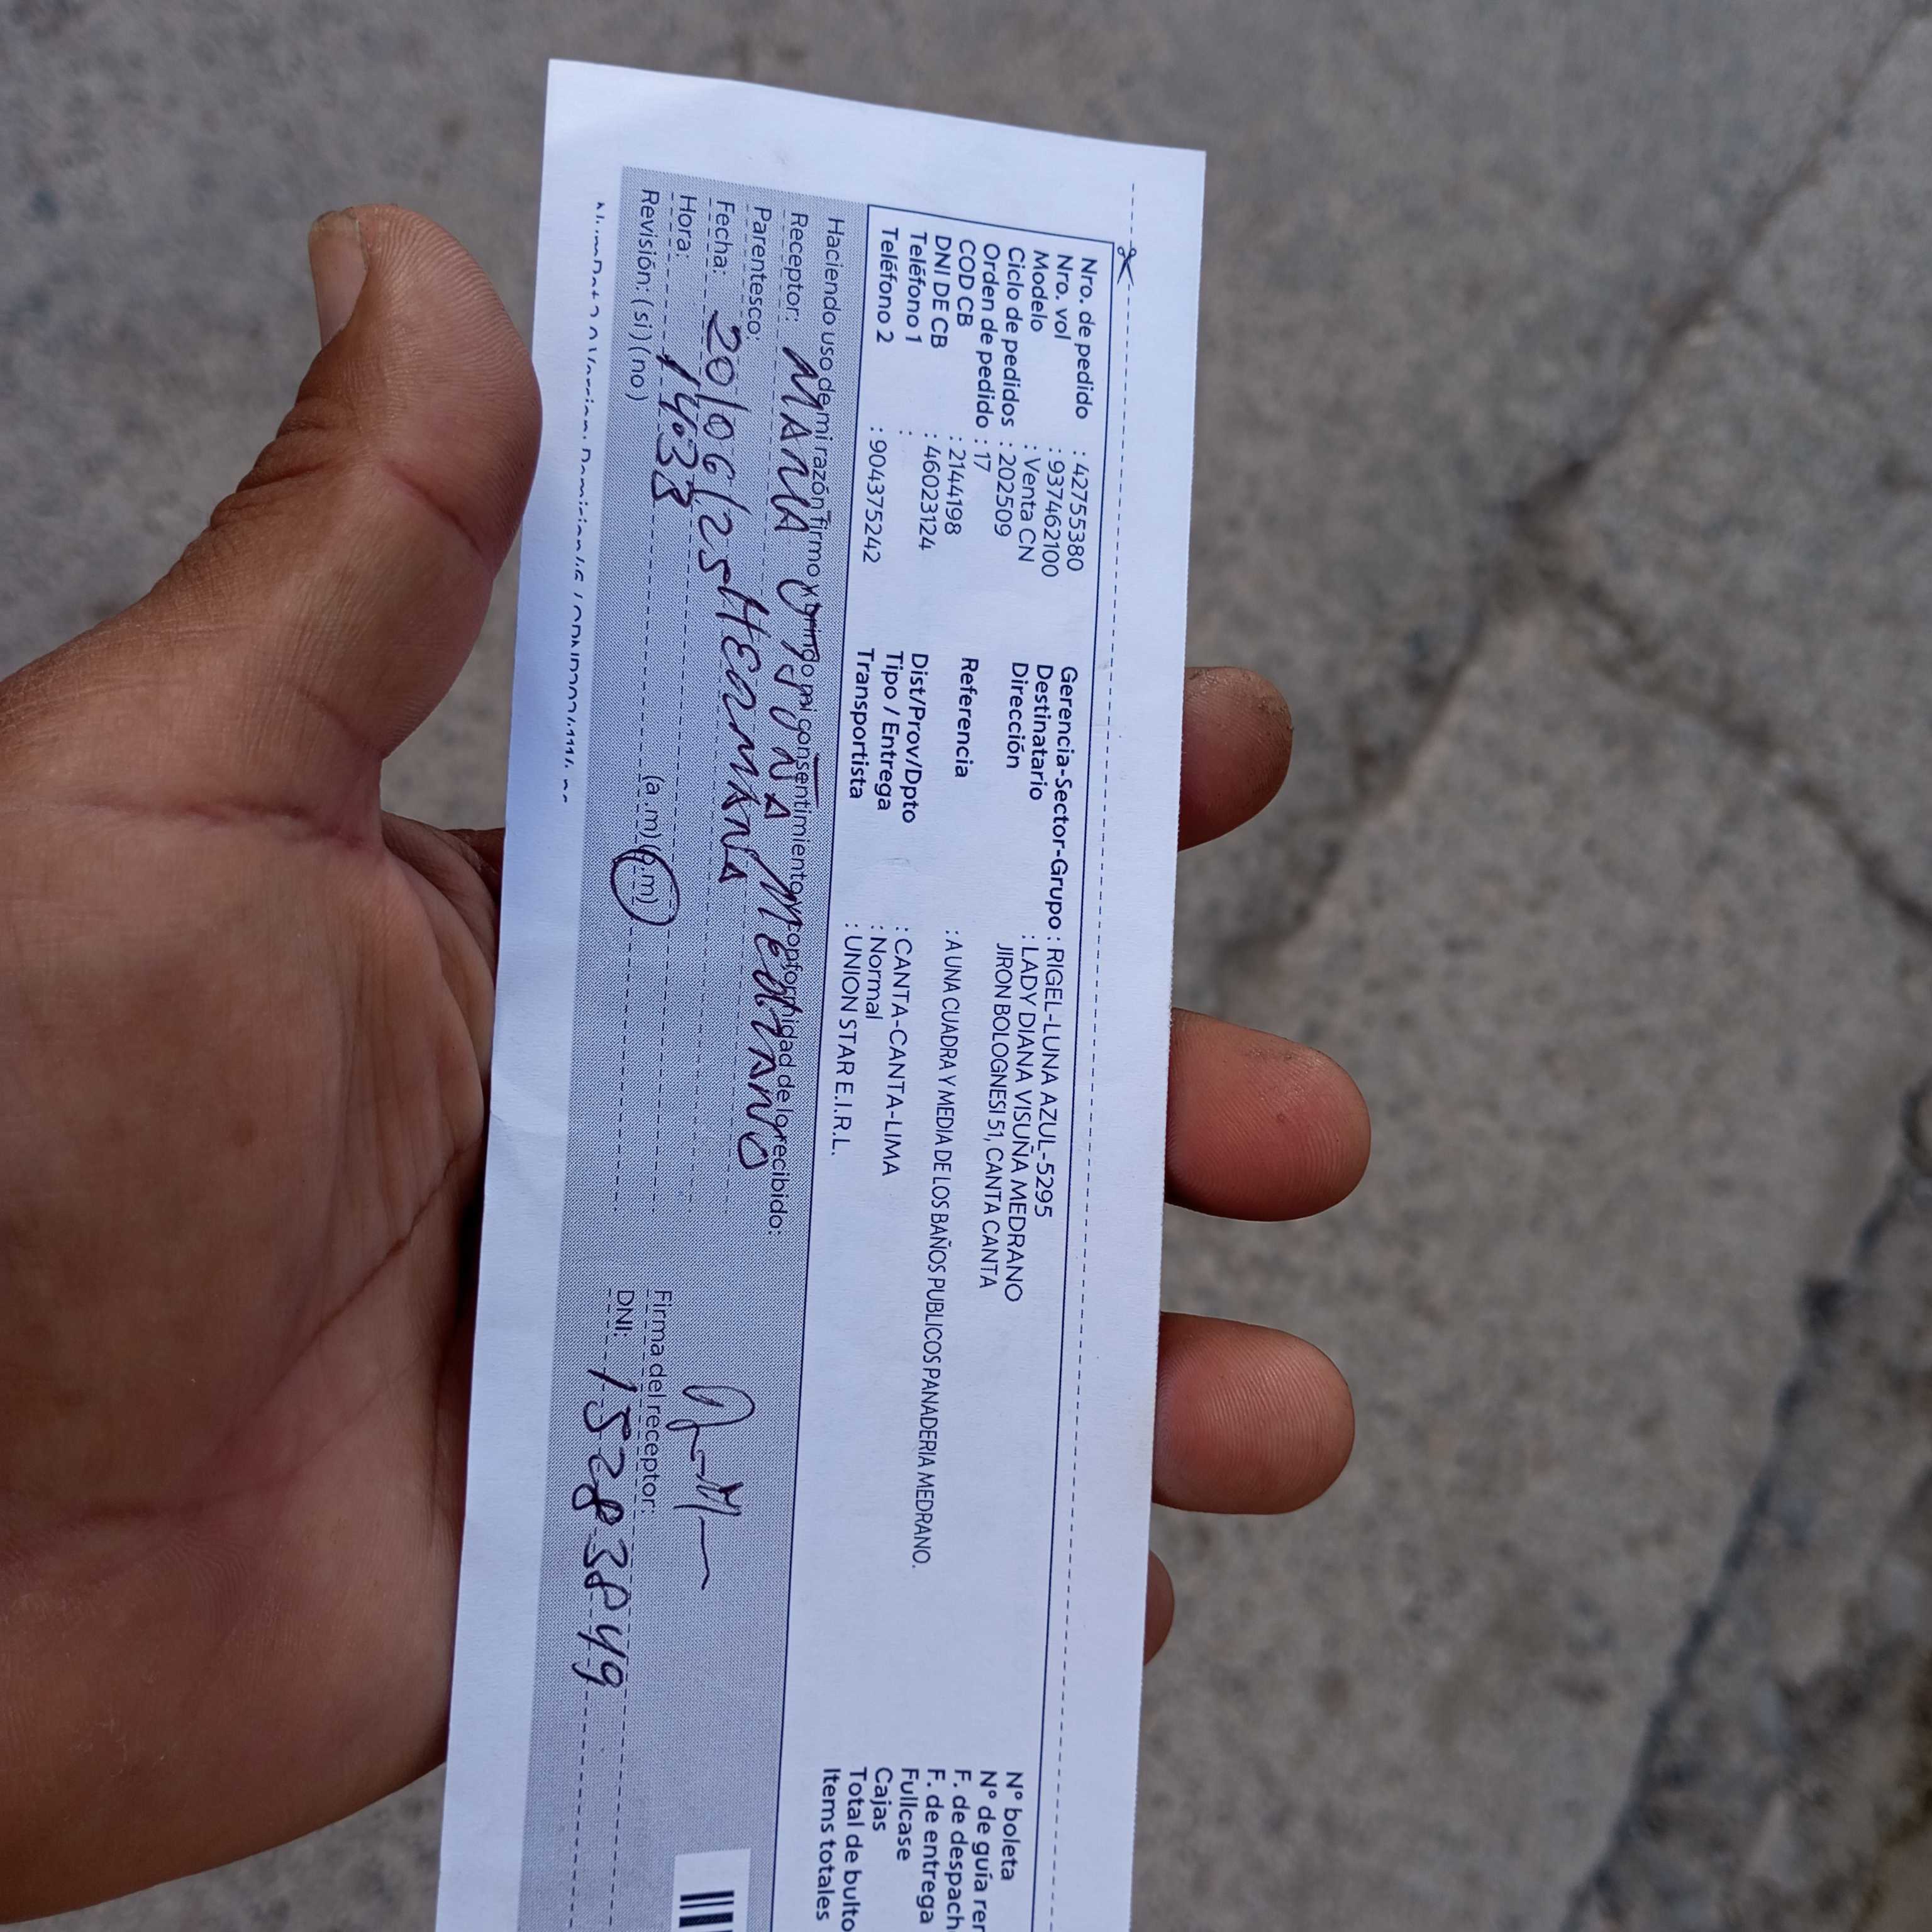 Nro. de pedido : 42755380
Nro. vol : 937462100
Modelo : Venta CN
Ciclo de pedidos : 202509
Orden de pedido : 17
COD CB : 2144198
DNI DE CB : 46023124
Teléfono 1 :
Teléfono 2 : 904375242
Gerencia-Sector-Grupo : RIGEL-LUNA AZUL-5295
Destinatario : LADY DIANA VISUÑA MEDRANO
Dirección JIRON BOLOGNESI 51, CANTA CANTA
Referencia : A UNA CUADRA Y MEDIA DE LOS BAÑOS PUBLICOS PANADERIA MEDRANO.
Dist/Prov/Dpto : CANTA-CANTA-LIMA
Tipo / Entrega : Normal
Transportista : UNION STAR E.I.R.L.
N° boleta
N° de guía rer
F. de despach
F. de entrega
Fullcase
Cajas
Total de bulto
Items totales
Haciendo uso de mi razón firmo y brindo mi consentimiento y conformidad de lo recibido:
Receptor: MARIA VISUÑA MEDRANO
Parentesco: HERMANA
Fecha: 20/06/25
Hora: 14:33 (a.m) (p.m)
Revisión: (si) (no)
Firma del receptor:
DNI: 15283849